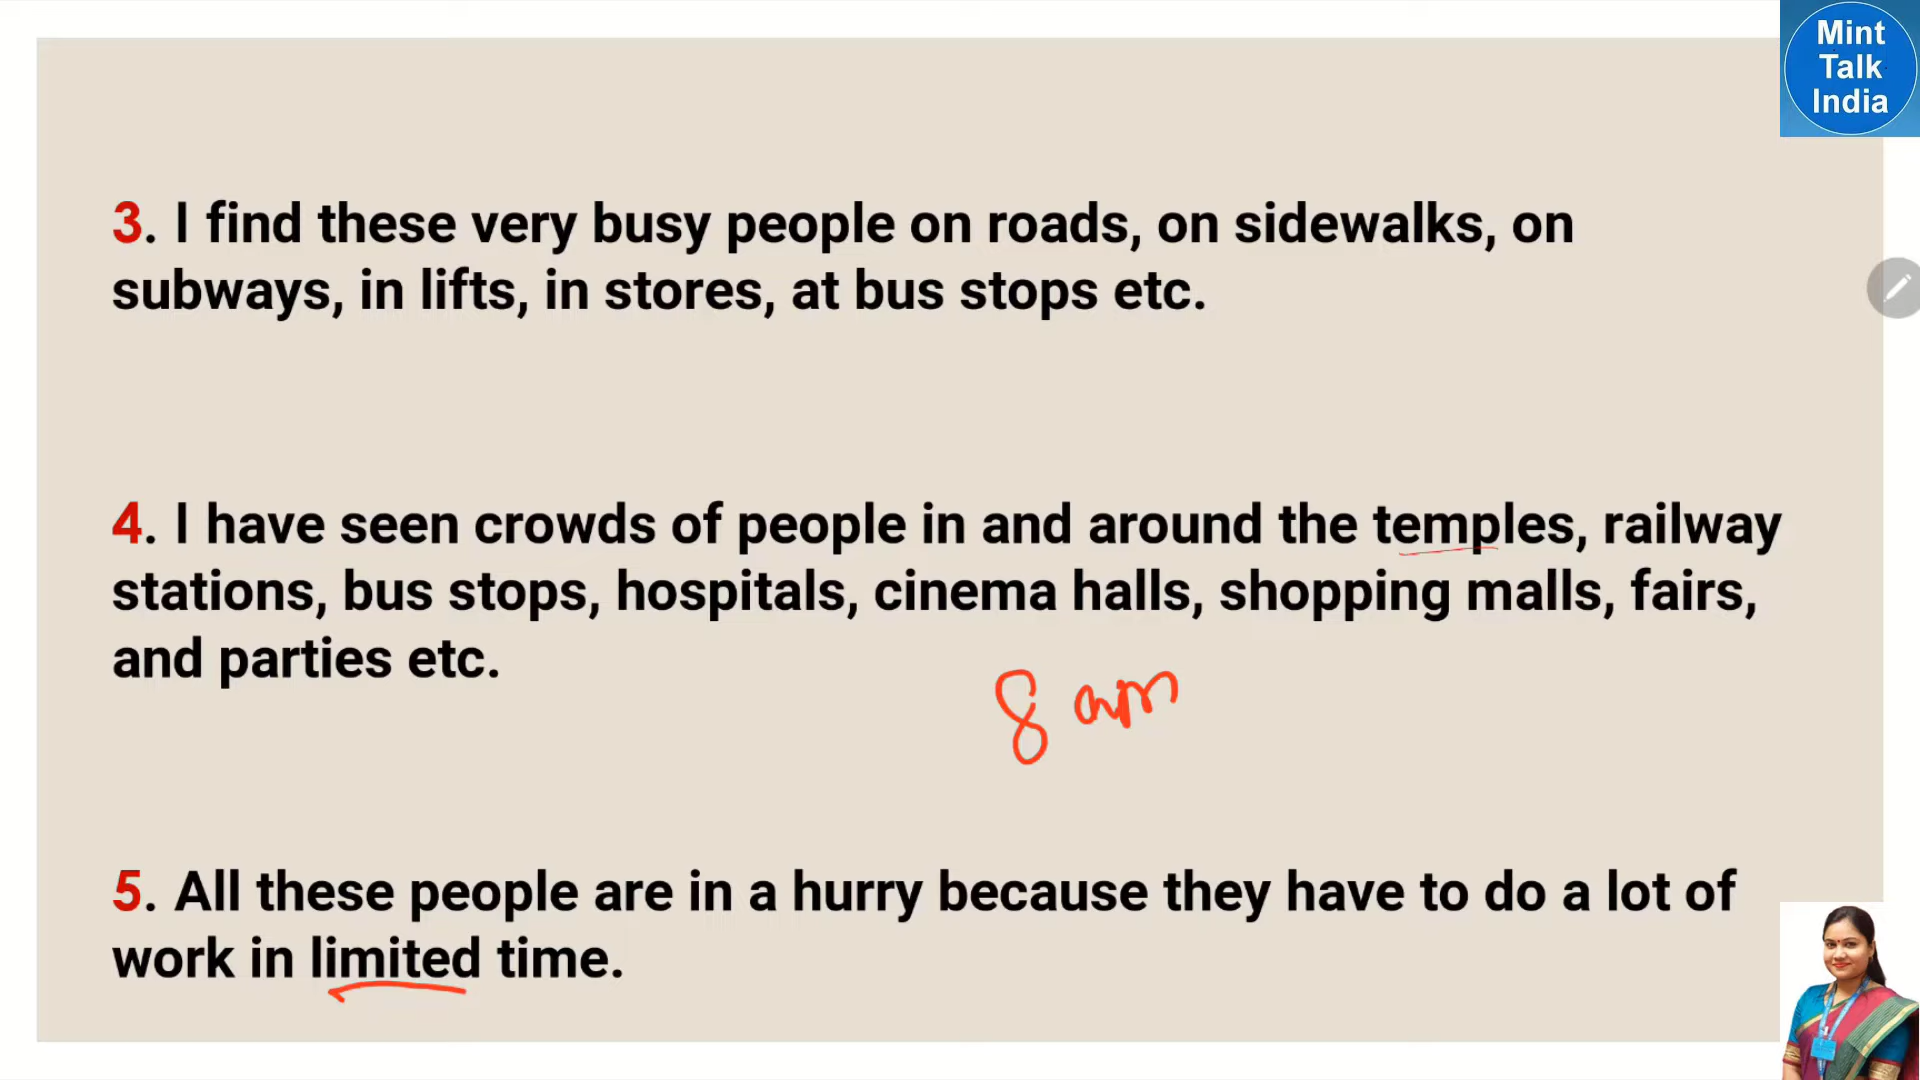 Mint
Talk
India
3. I find these very busy people on roads, on sidewalks, on
subways, in lifts, in stores, at bus stops etc.
4. I have seen crowds of people in and around the temples, railway
stations, bus stops, hospitals, cinema halls, shopping malls, fairs,
and parties etc.
8 am
5. All these people are in a hurry because they have to do a lot of
work in limited time.